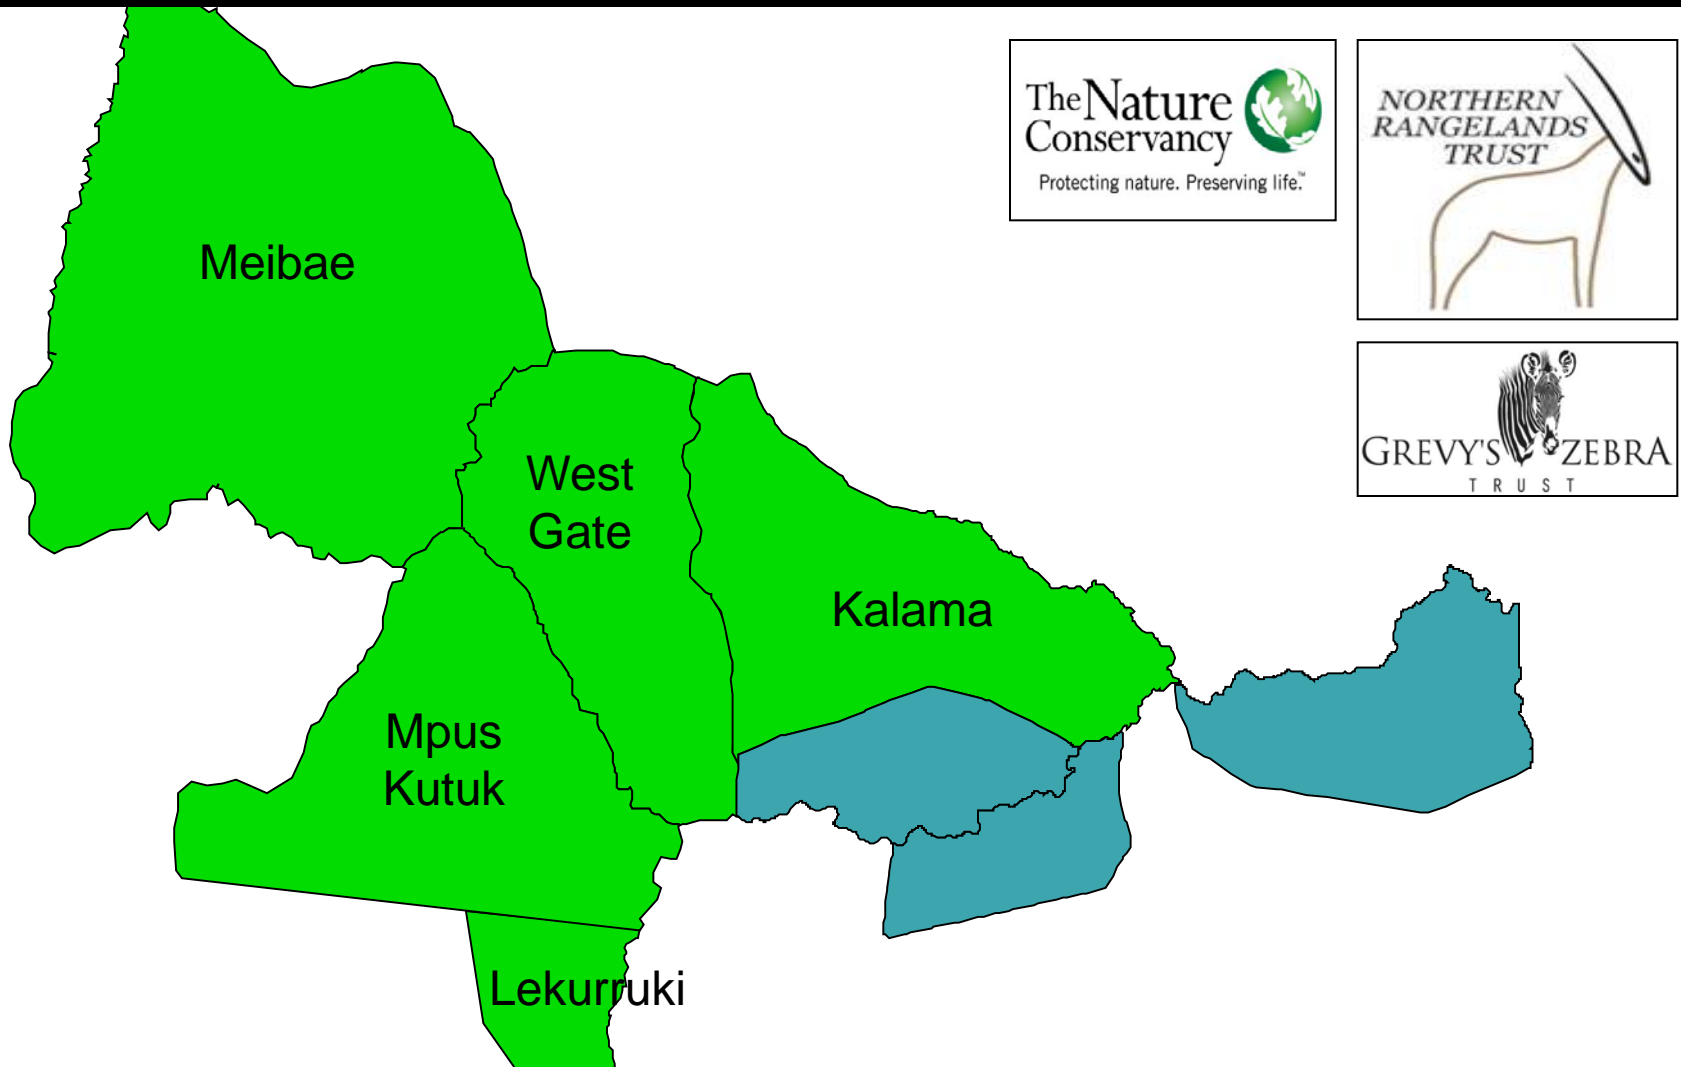 The Nature
Conservancy
Protecting nature. Preserving life.™
NORTHERN
RANGELANDS
TRUST
GREVY'S ZEBRA
TRUST
Meibae
West
Gate
Kalama
Mpus
Kutuk
Lekurruki